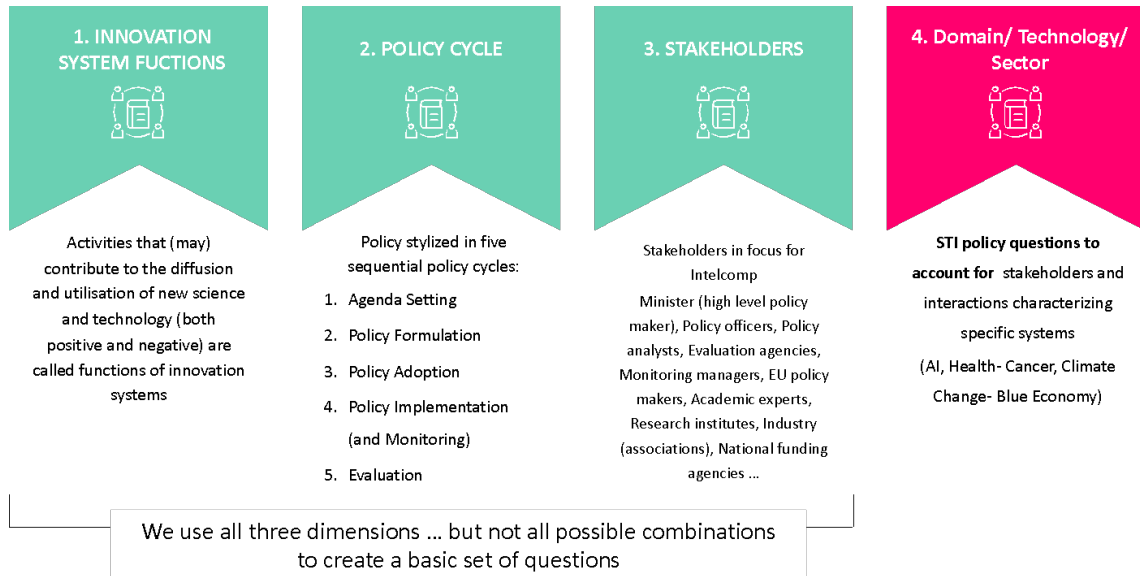 1. INNOVATION
SYSTEM FUCTIONS
Activities that (may)
contribute to the diffusion
and utilisation of new science
and technology (both
positive and negative) are
called functions of innovation
systems
2. POLICY CYCLE
Policy stylized in five
sequential policy cycles:
1. Agenda Setting
2. Policy Formulation
3. Policy Adoption
4. Policy Implementation
(and Monitoring)
5. Evaluation
3. STAKEHOLDERS
Stakeholders in focus for
Intelcomp
Minister (high level policy
maker), Policy officers, Policy
analysts, Evaluation agencies,
Monitoring managers, EU policy
makers, Academic experts,
Research institutes, Industry
(associations), National funding
agencies ...
4. Domain/ Technology/
Sector
STI policy questions to
account for stakeholders and
interactions characterizing
specific systems
(AI, Health- Cancer, Climate
Change- Blue Economy)
We use all three dimensions ... but not all possible combinations
to create a basic set of questions